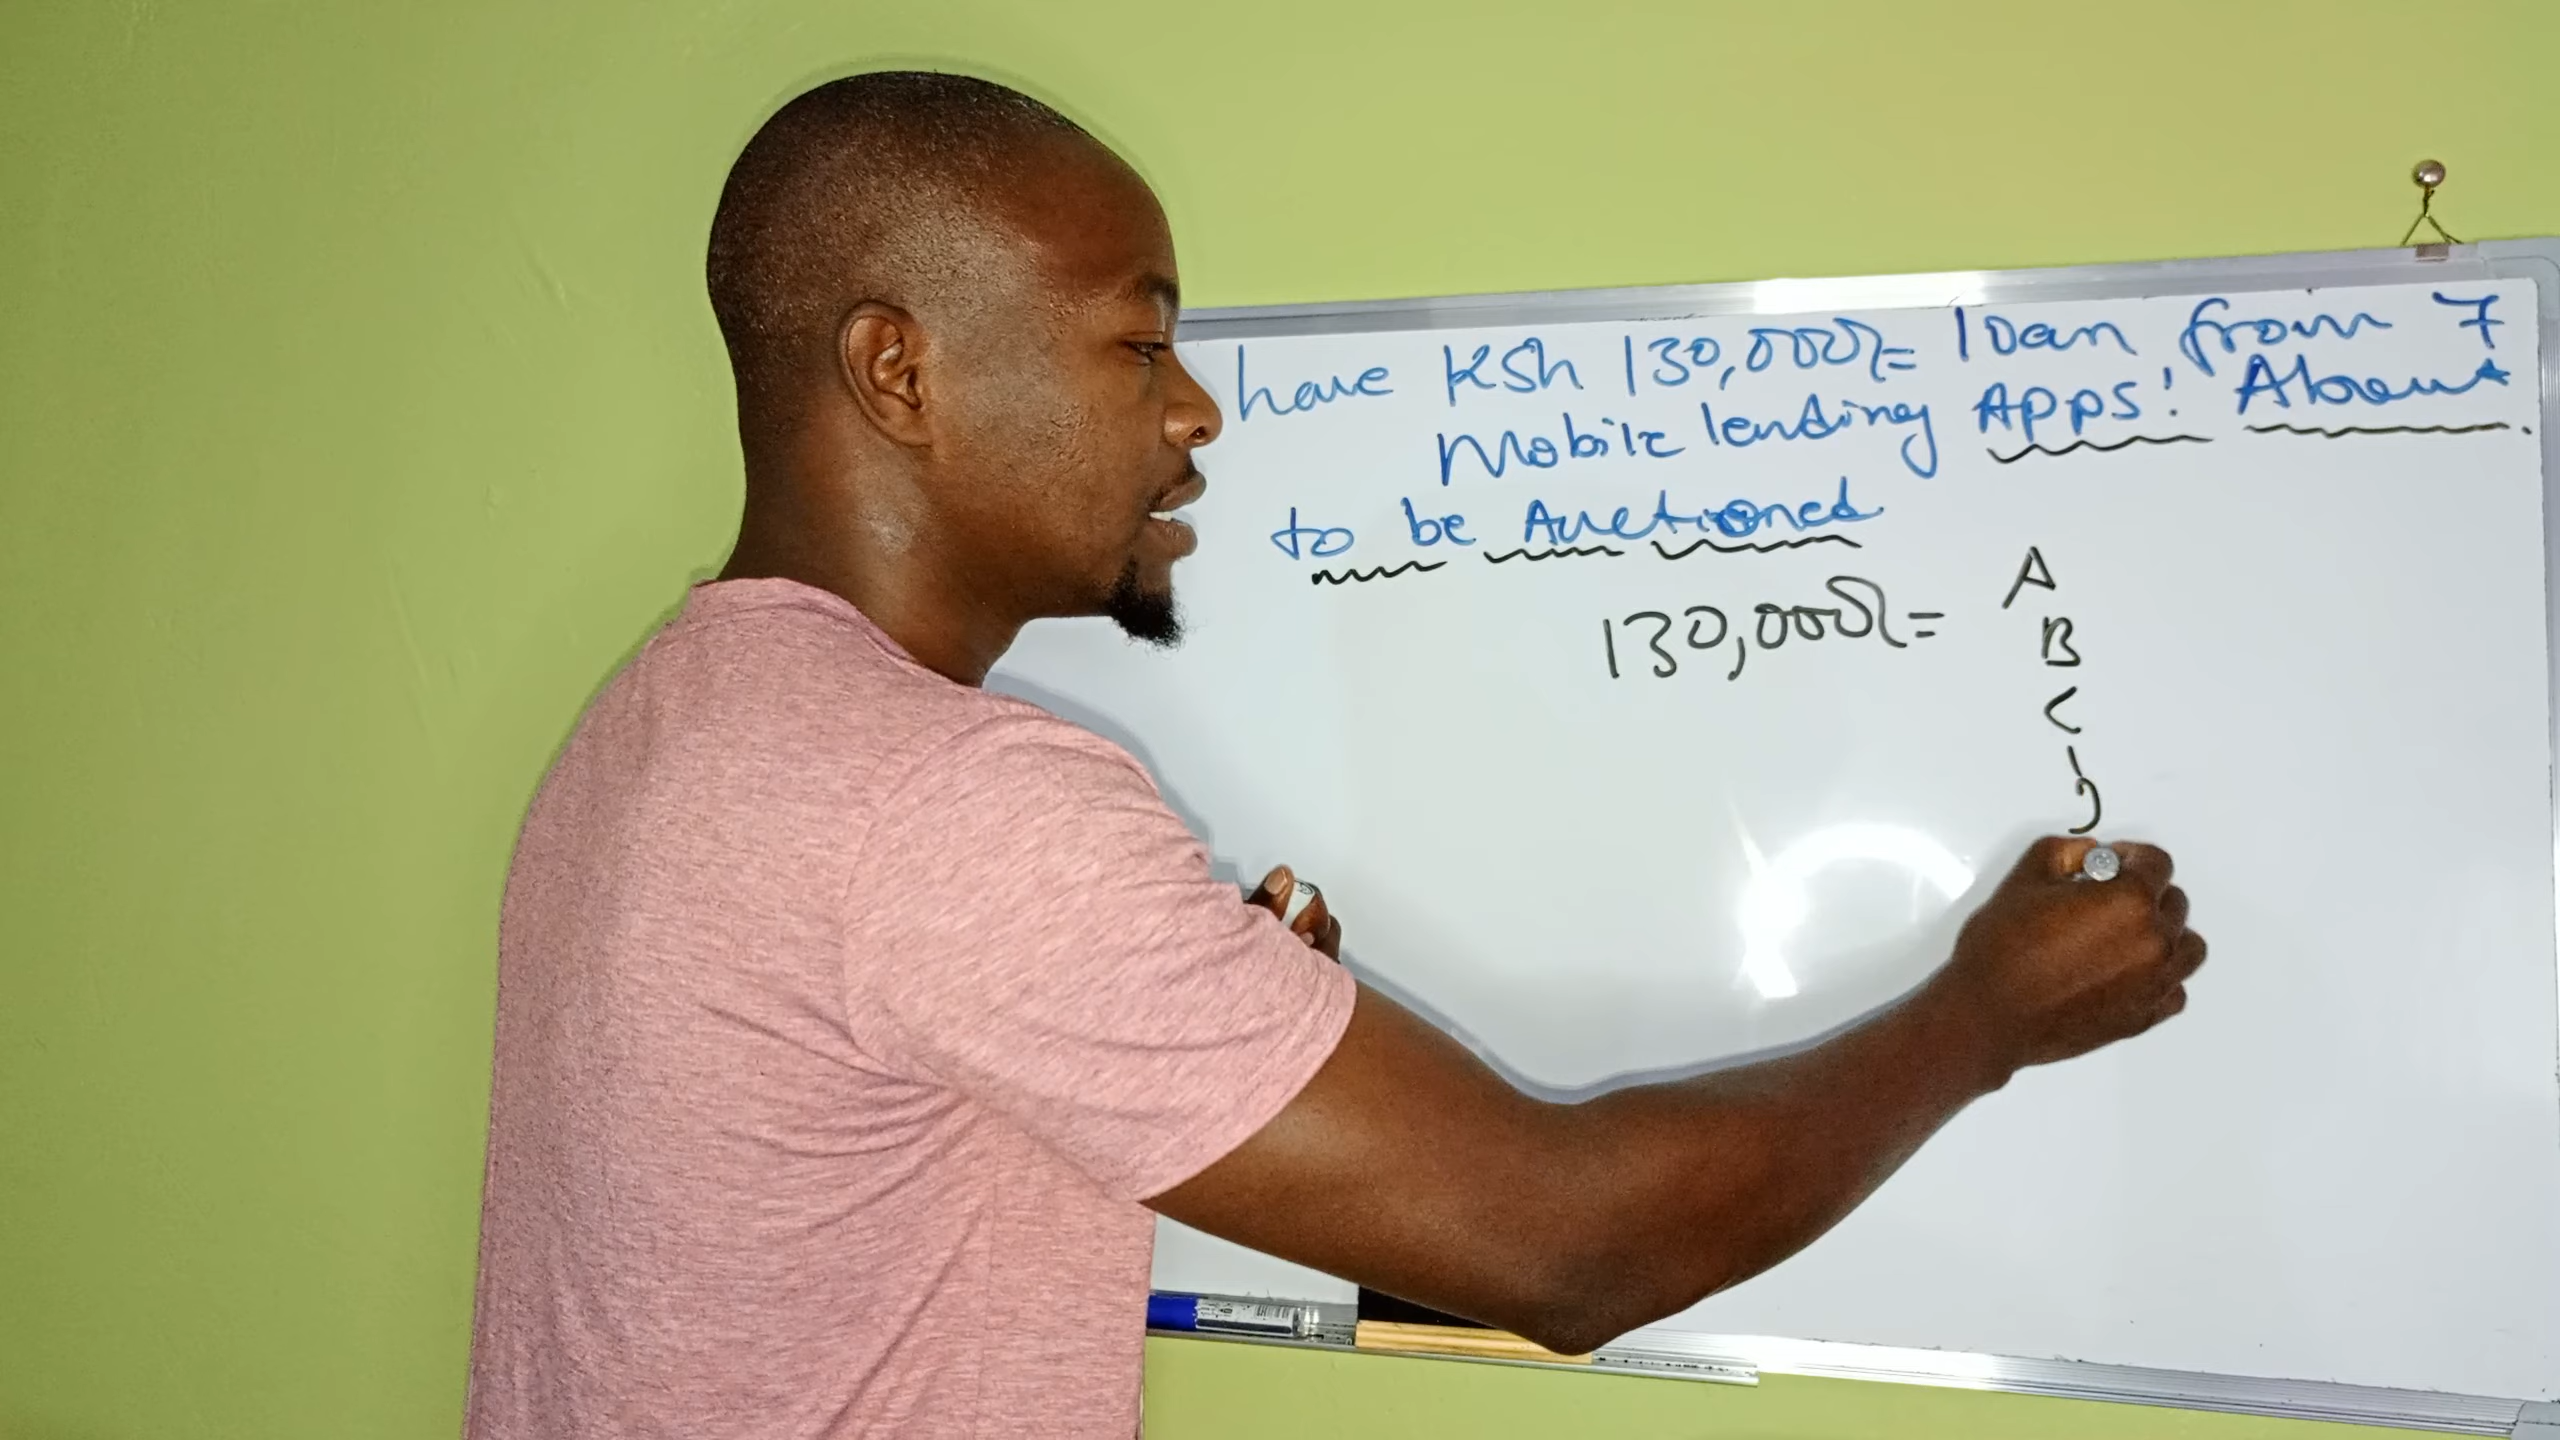 have KSh 130,000/= loan from 7
Mobile lending Apps! About
to be Auctioned
130,000/=
A
B
C
D